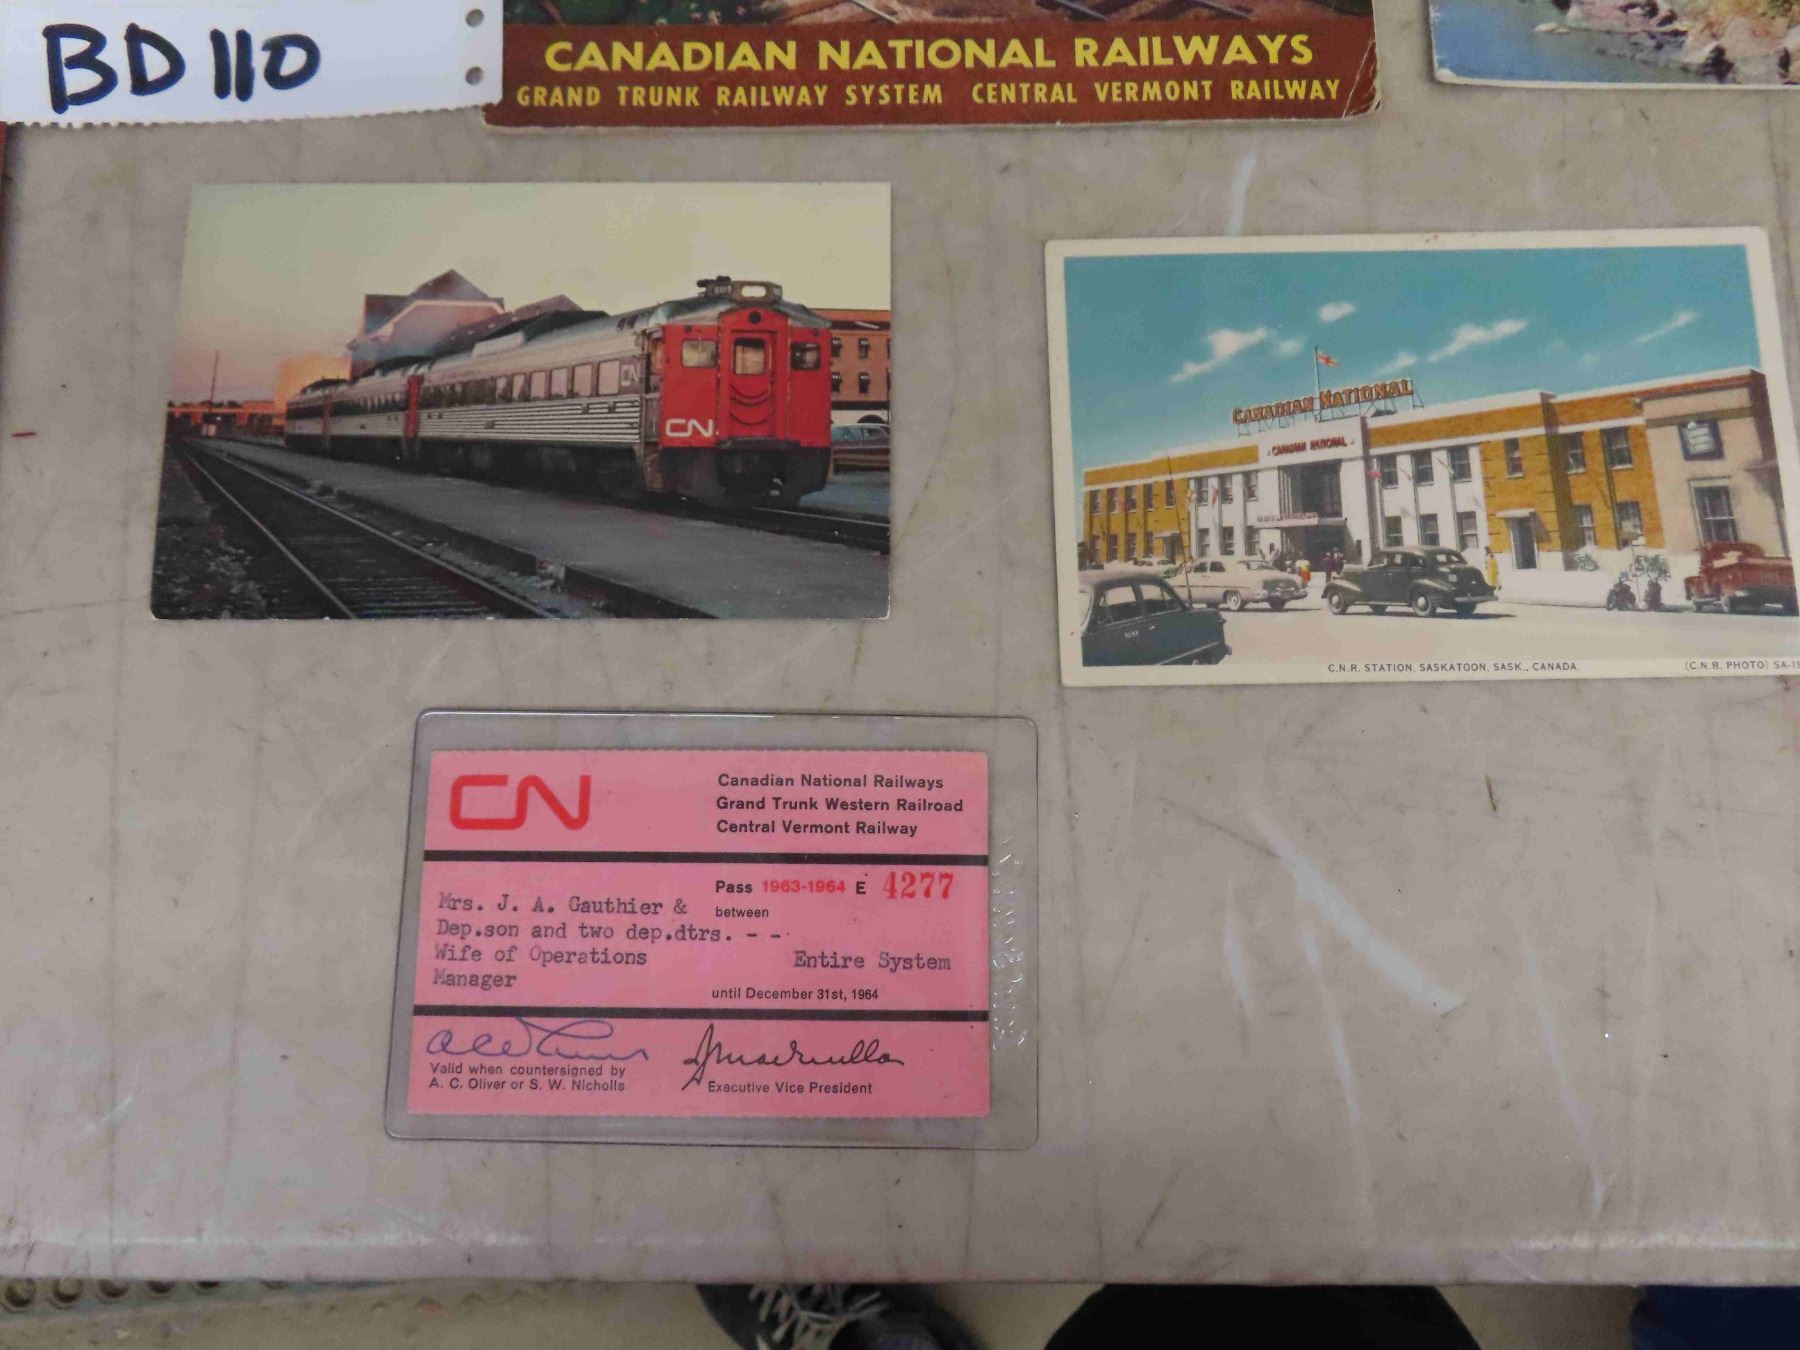 BD110
CANADIAN NATIONAL RAILWAYS
GRAND TRUNK RAILWAY SYSTEM CENTRAL VERMONT RAILWAY
CN
CN
CANADIAN NATIONAL
CANADIAN NATIONAL
C.N.R. STATION, SASKATOON, SASK., CANADA.
(C.N.R. PHOTO) SA-19
CN
Canadian National Railways
Grand Trunk Western Railroad
Central Vermont Railway
Pass 1963-1964 E 4277
between
Mrs. J. A. Gauthier &
Dep.son and two dep.dtrs. - -
Wife of Operations
Manager
Entire System
until December 31st, 1964
Valid when countersigned by
A. C. Oliver or S. W. Nicholls
Executive Vice President